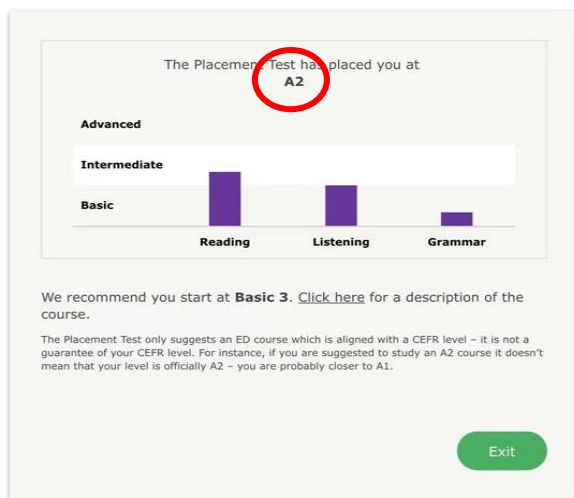 The Placement Test has placed you at
A2
Advanced
Intermediate
Basic
Reading Listening Grammar
We recommend you start at Basic 3. Click here for a description of the
course.
The Placement Test only suggests an ED course which is aligned with a CEFR level – it is not a
guarantee of your CEFR level. For instance, if you are suggested to study an A2 course it doesn't
mean that your level is officially A2 – you are probably closer to A1.
Exit